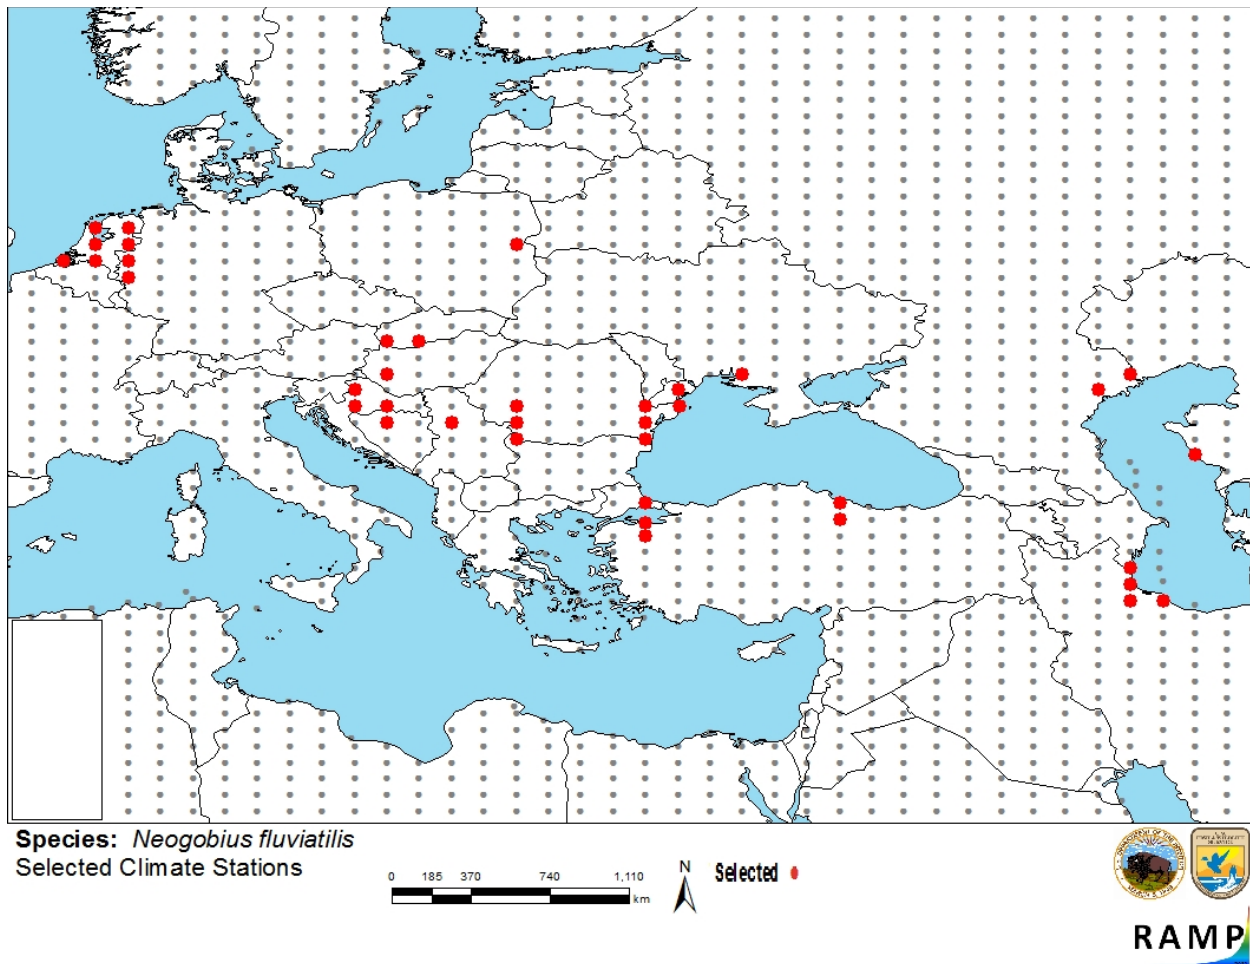 Species: Neogobius fluviatilis
Selected Climate Stations
0 185 370 740 1,110
km
N
Selected
RAMP